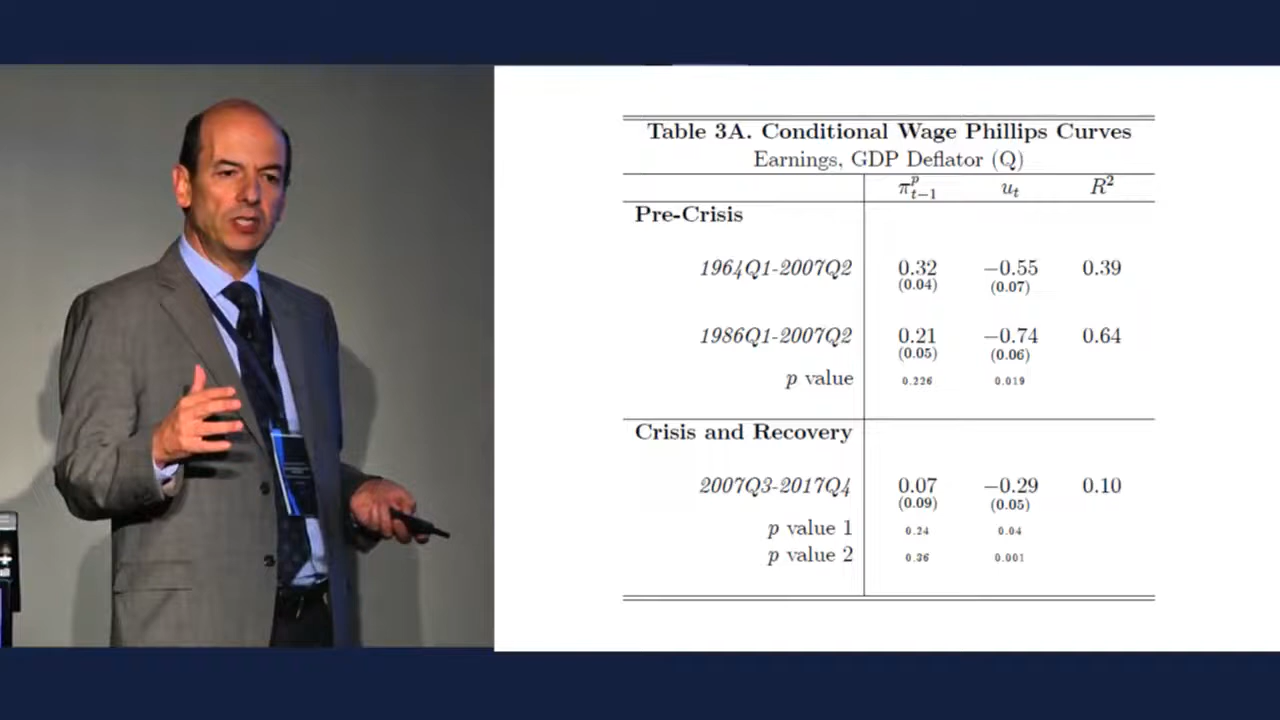 Table 3A. Conditional Wage Phillips Curves
Earnings, GDP Deflator (Q)
π^p_{t−1} u_t R^2
Pre-Crisis
1964Q1-2007Q2 0.32 −0.55 0.39
(0.04) (0.07)
1986Q1-2007Q2 0.21 −0.74 0.64
(0.05) (0.06)
p value 0.226 0.019
Crisis and Recovery
2007Q3-2017Q4 0.07 −0.29 0.10
(0.09) (0.05)
p value 1 0.24 0.04
p value 2 0.36 0.001